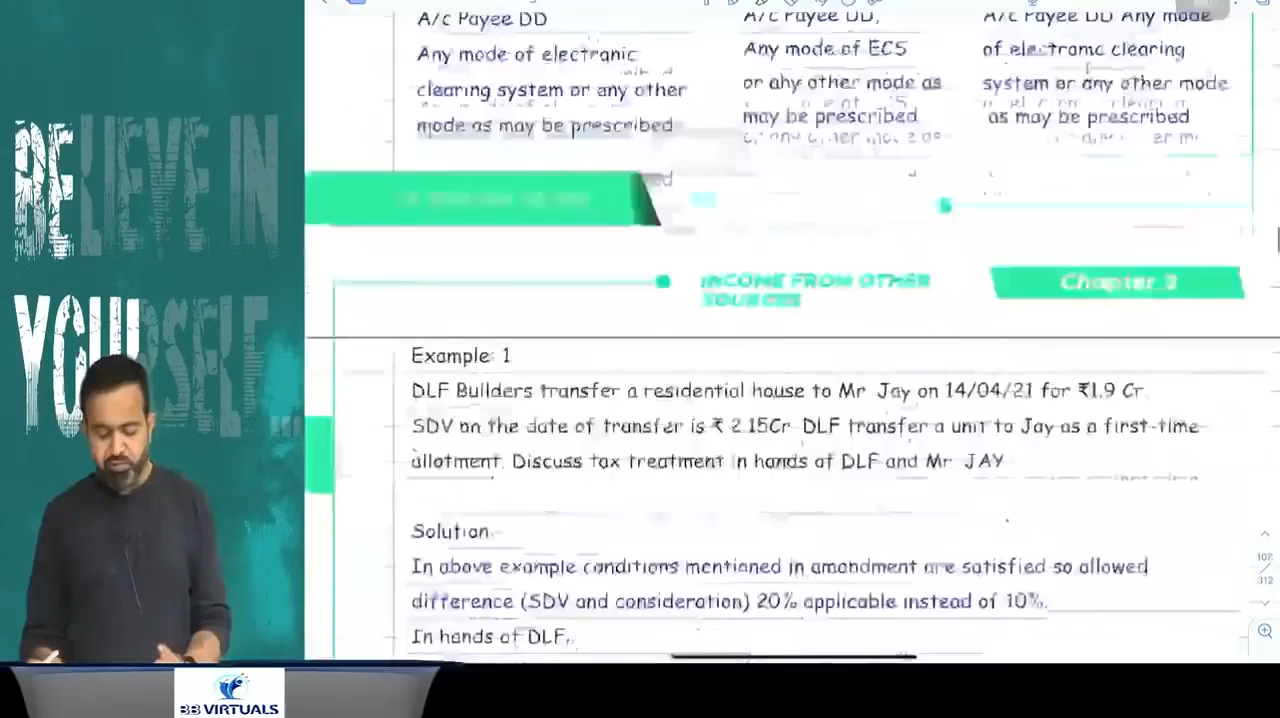 BELIEVE IN
YOURSELF...
A/c Payee DD
Any mode of electronic
clearing system or any other
mode as may be prescribed
A/c Payee DD,
Any mode of ECS
or any other mode as
may be prescribed
A/c Payee DD Any mode
of electronic clearing
system or any other mode
as may be prescribed
INCOME FROM OTHER
SOURCES
Chapter 3
Example: 1
DLF Builders transfer a residential house to Mr Jay on 14/04/21 for ₹1.9 Cr.
SDV on the date of transfer is ₹ 2.15Cr DLF transfer a unit to Jay as a first-time
allotment. Discuss tax treatment in hands of DLF and Mr JAY
Solution:
In above example conditions mentioned in amendment are satisfied so allowed
difference (SDV and consideration) 20% applicable instead of 10%.
In hands of DLF,
102
/
312
BB VIRTUALS